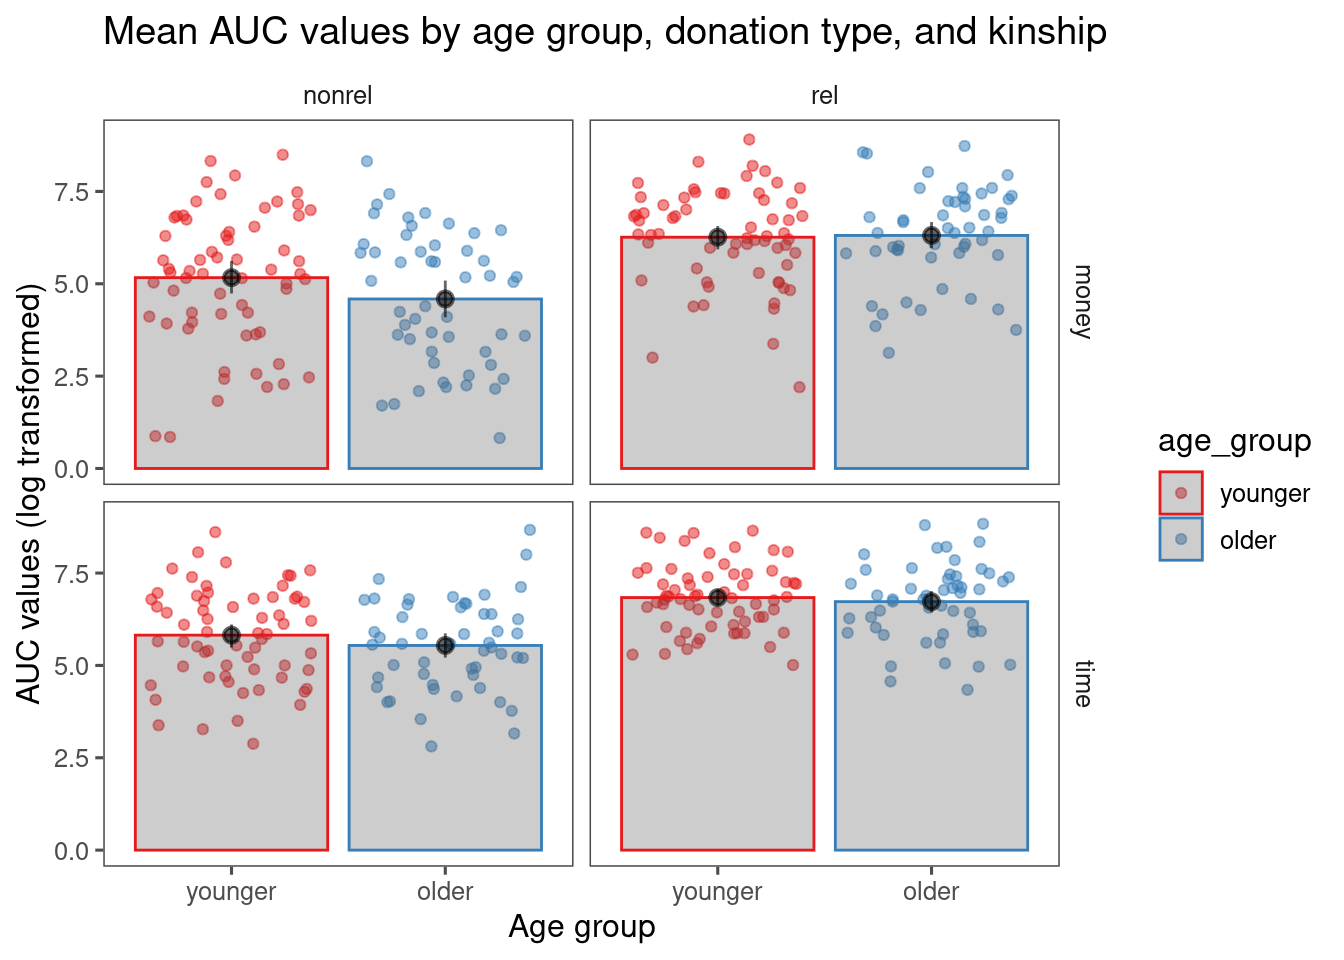 Mean AUC values by age group, donation type, and kinship
nonrel
rel
AUC values (log transformed)
7.5
5.0
2.5
0.0
money
7.5
5.0
2.5
0.0
time
younger
older
younger
older
Age group
age_group
younger
older